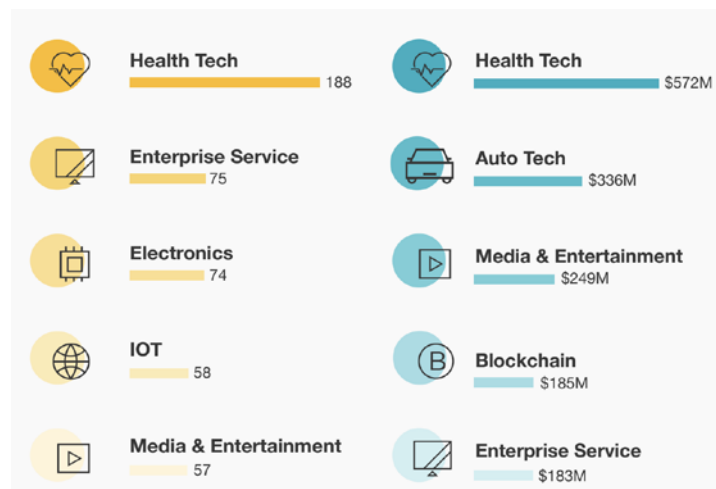 Health Tech
188
Enterprise Service
75
Electronics
74
IOT
58
Media & Entertainment
57
Health Tech
$572M
Auto Tech
$336M
Media & Entertainment
$249M
B
Blockchain
$185M
Enterprise Service
$183M